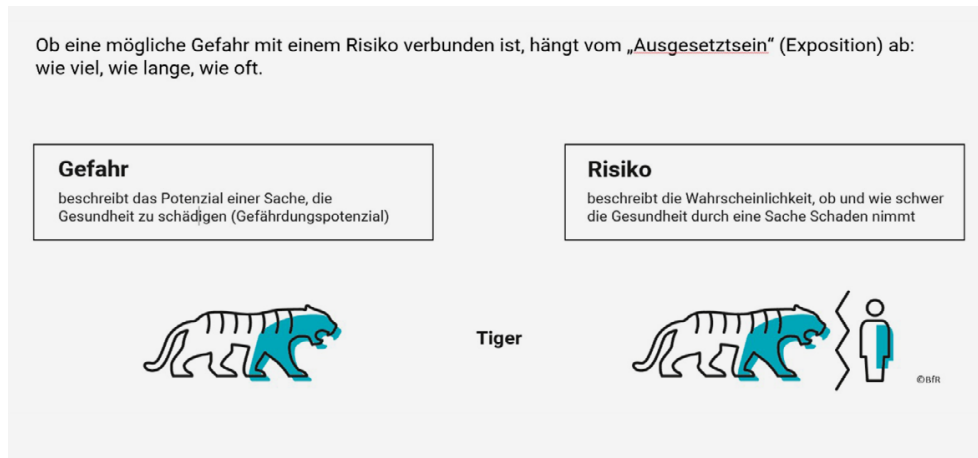 Ob eine mögliche Gefahr mit einem Risiko verbunden ist, hängt vom „Ausgesetztsein“ (Exposition) ab:
wie viel, wie lange, wie oft.
Gefahr
beschreibt das Potenzial einer Sache, die
Gesundheit zu schädigen (Gefährdungspotenzial)
Risiko
beschreibt die Wahrscheinlichkeit, ob und wie schwer
die Gesundheit durch eine Sache Schaden nimmt
Tiger
©BfR